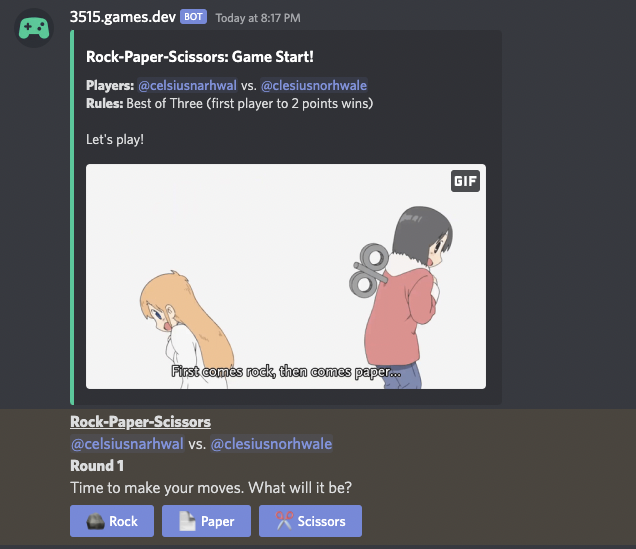 3515.games.dev BOT Today at 8:17 PM
Rock-Paper-Scissors: Game Start!
Players: @celsiusnarhwal vs. @clesiusnorhwale
Rules: Best of Three (first player to 2 points wins)
Let's play!
GIF
First comes rock, then comes paper...
Rock-Paper-Scissors
@celsiusnarhwal vs. @clesiusnorhwale
Round 1
Time to make your moves. What will it be?
Rock Paper Scissors